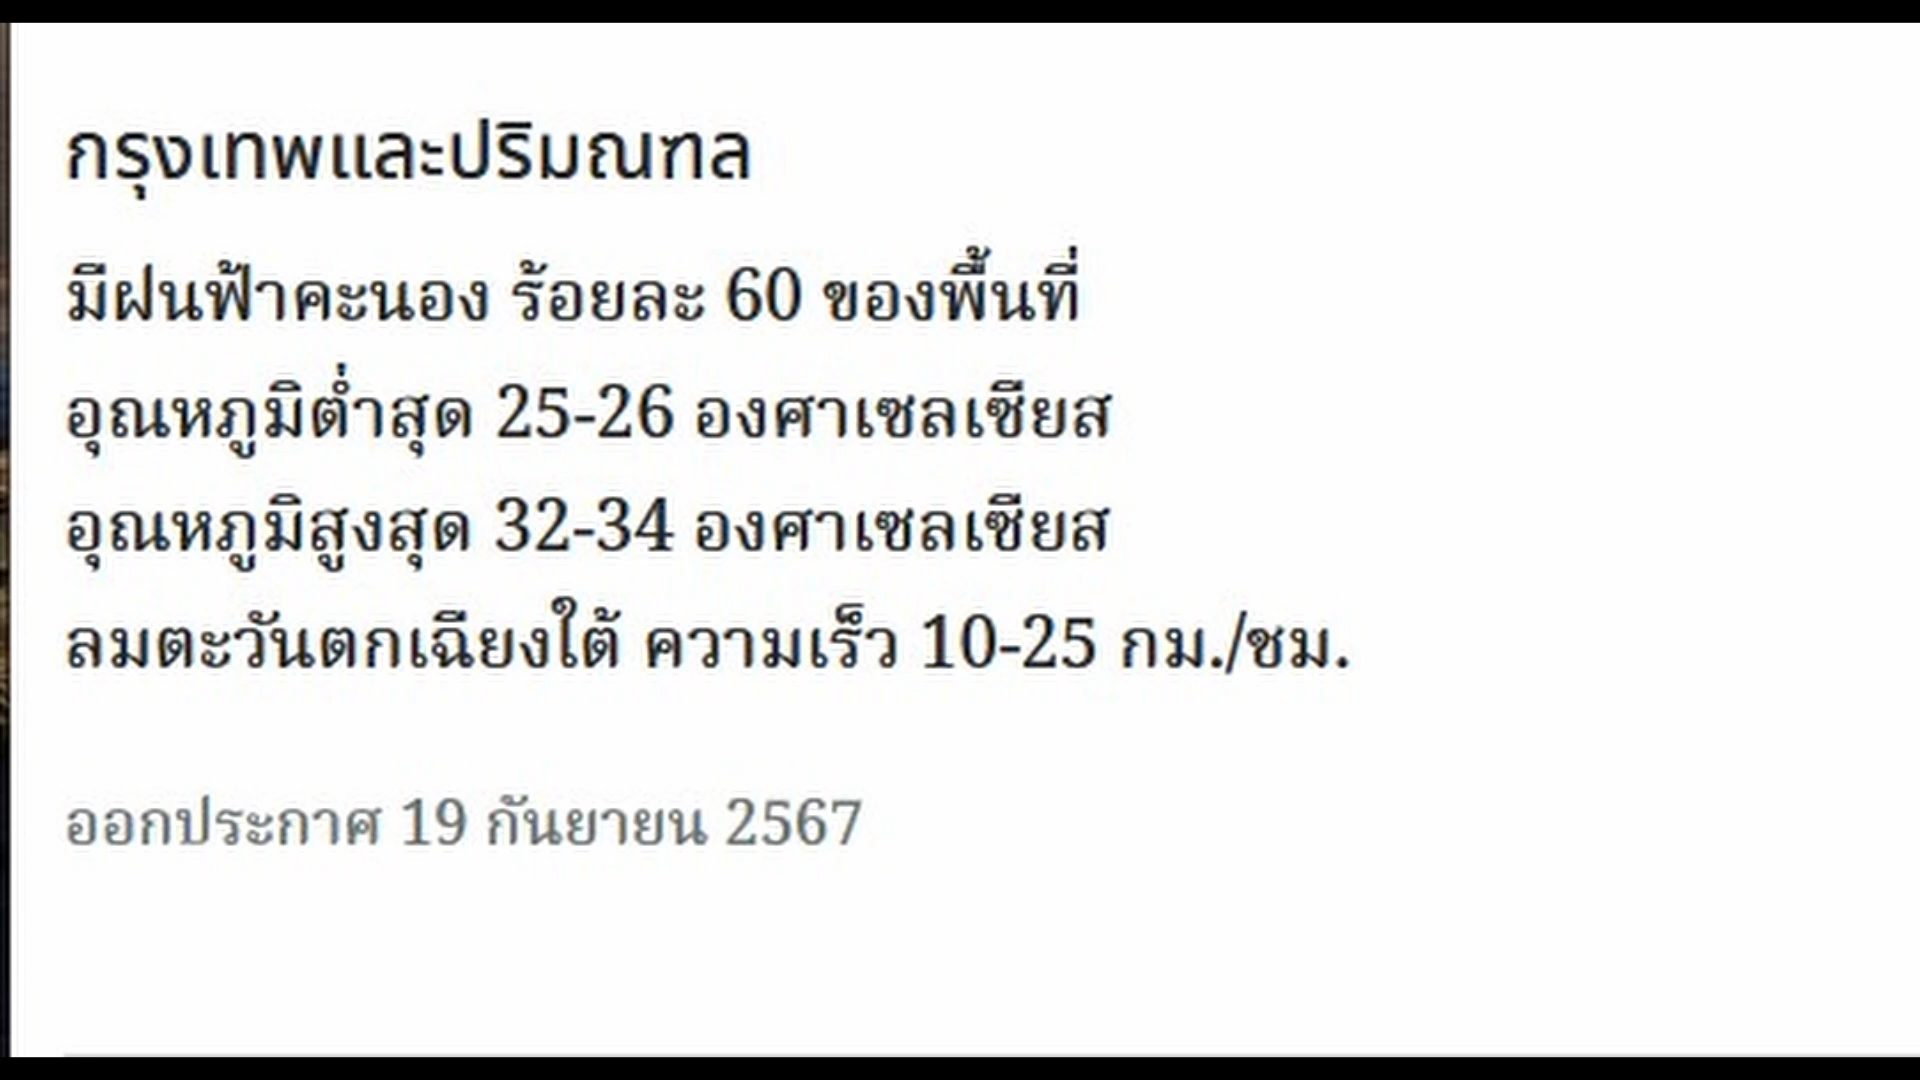 กรุงเทพและปริมณฑล
มีฝนฟ้าคะนอง ร้อยละ 60 ของพื้นที่
อุณหภูมิต่ำสุด 25-26 องศาเซลเซียส
อุณหภูมิสูงสุด 32-34 องศาเซลเซียส
ลมตะวันตกเฉียงใต้ ความเร็ว 10-25 กม./ชม.
ออกประกาศ 19 กันยายน 2567